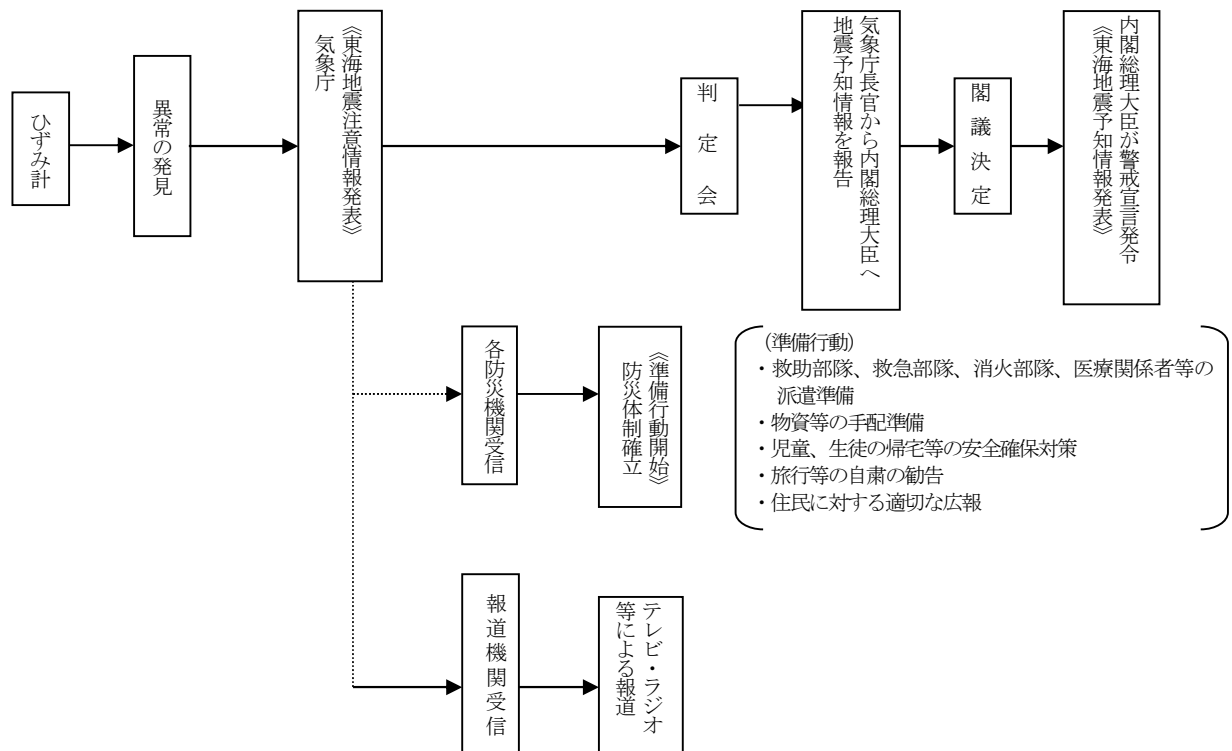 ひずみ計
異常の発見
《東海地震注意情報発表》
気象庁
判定会
気象庁長官から内閣総理大臣へ
地震予知情報を報告
閣議決定
内閣総理大臣が警戒宣言発令
《東海地震予知情報発表》
各防災機関受信
《準備行動開始》
防災体制確立
(準備行動)
・救助部隊、救急部隊、消火部隊、医療関係者等の
派遣準備
・物資等の手配準備
・児童、生徒の帰宅等の安全確保対策
・旅行等の自粛の勧告
・住民に対する適切な広報
報道機関受信
テレビ・ラジオ
等による報道